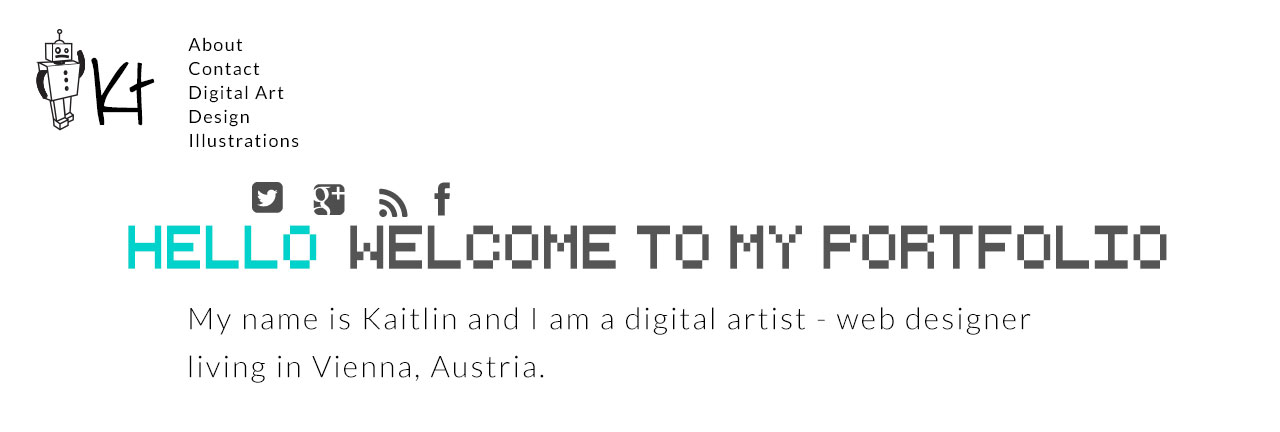 Kt
About
Contact
Digital Art
Design
Illustrations
HELLO WELCOME TO MY PORTFOLIO
My name is Kaitlin and I am a digital artist - web designer
living in Vienna, Austria.